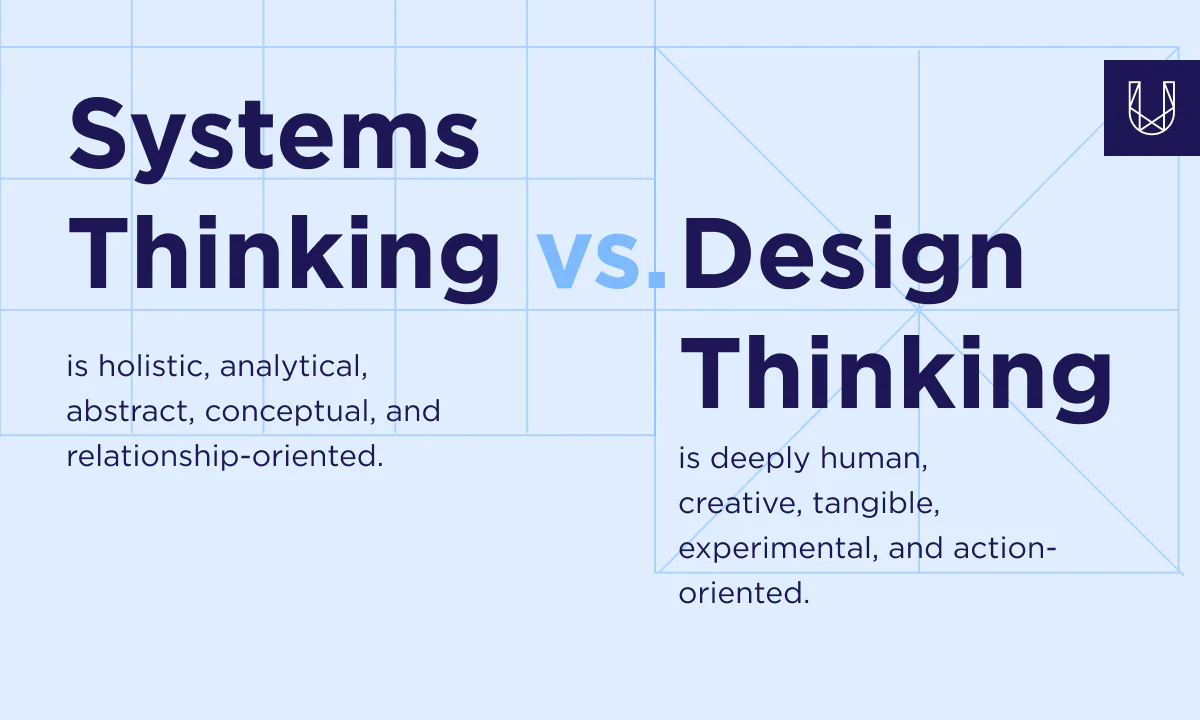 Systems
Thinking vs.
is holistic, analytical,
abstract, conceptual, and
relationship-oriented.
Design
Thinking
is deeply human,
creative, tangible,
experimental, and action-
oriented.
U